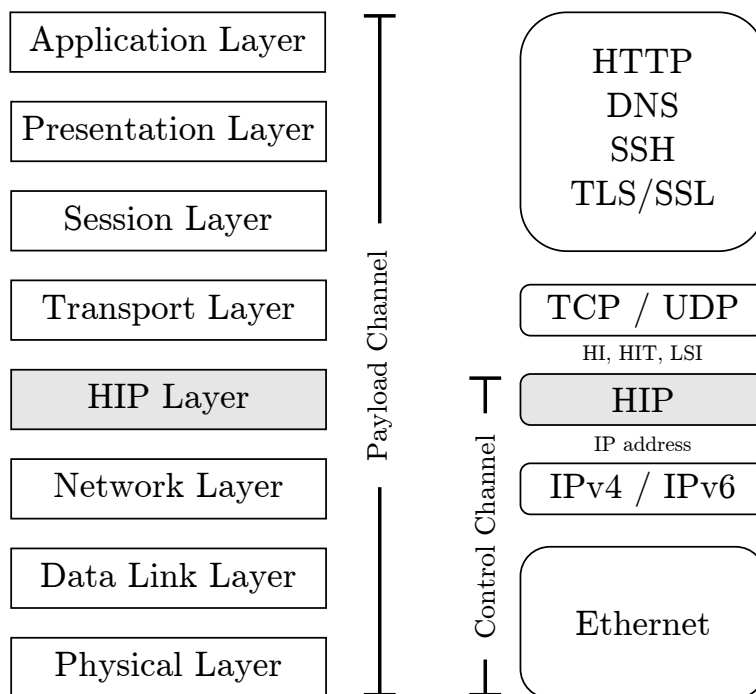 Application Layer
Presentation Layer
Session Layer
Transport Layer
HIP Layer
Network Layer
Data Link Layer
Physical Layer
Payload Channel
Control Channel
HTTP
DNS
SSH
TLS/SSL
TCP / UDP
HI, HIT, LSI
HIP
IP address
IPv4 / IPv6
Ethernet